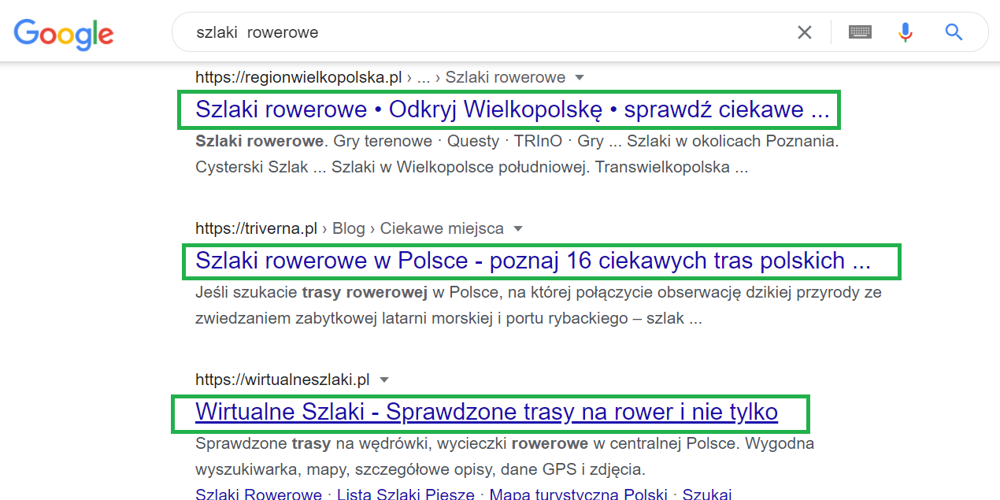 Google
szlaki  rowerowe
https://regionwielkopolska.pl › ... › Szlaki rowerowe
Szlaki rowerowe • Odkryj Wielkopolskę • sprawdź ciekawe ...
Szlaki rowerowe. Gry terenowe · Questy · TRInO · Gry ... Szlaki w okolicach Poznania.
Cysterski Szlak ... Szlaki w Wielkopolsce południowej. Transwielkopolska ...
https://triverna.pl › Blog › Ciekawe miejsca
Szlaki rowerowe w Polsce - poznaj 16 ciekawych tras polskich ...
Jeśli szukacie trasy rowerowej w Polsce, na której połączycie obserwację dzikiej przyrody ze
zwiedzaniem zabytkowej latarni morskiej i portu rybackiego – szlak ...
https://wirtualneszlaki.pl
Wirtualne Szlaki - Sprawdzone trasy na rower i nie tylko
Sprawdzone trasy na wędrówki, wycieczki rowerowe w centralnej Polsce. Wygodna
wyszukiwarka, mapy, szczegółowe opisy, dane GPS i zdjęcia.
Szlaki Rowerowe · Lista Szlaki Piesze · Mapa turystyczna Polski · Szukaj